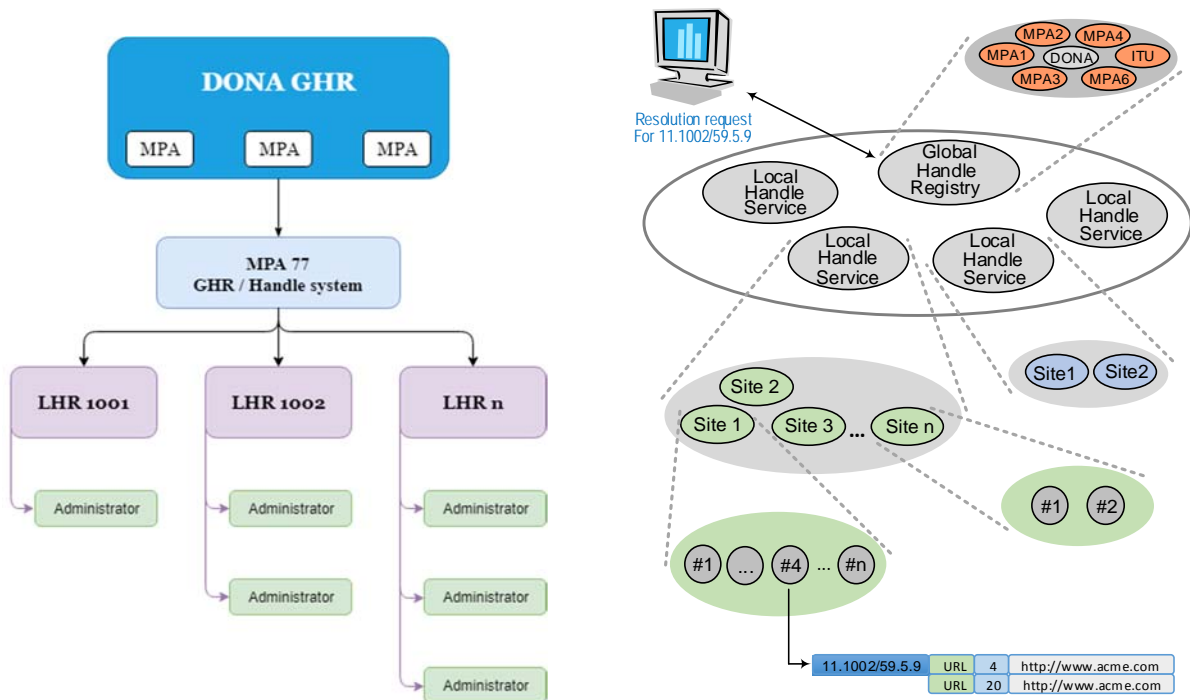 DONA GHR
MPA
MPA
MPA
MPA 77
GHR / Handle system
LHR 1001
LHR 1002
LHR n
Administrator
Administrator
Administrator
Administrator
Administrator
Administrator
Resolution request
For 11.1002/59.5.9
MPA2
MPA4
MPA1
DONA
ITU
MPA3
MPA6
Global
Handle
Registry
Local
Handle
Service
Local
Handle
Service
Local
Handle
Service
Local
Handle
Service
Site 2
Site 1
Site 3
...
Site n
Site1
Site2
#1
#2
#1
...
#4
...
#n
11.1002/59.5.9 URL 4 http://www.acme.com
URL 20 http://www.acme.com